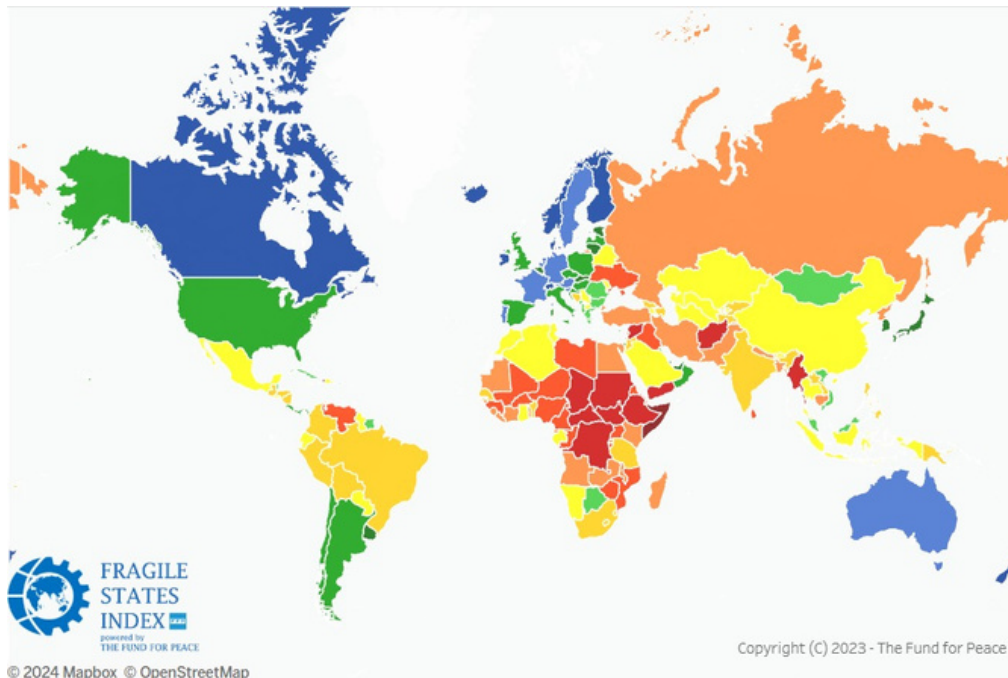 FRAGILE
STATES
INDEX
powered by
THE FUND FOR PEACE
Copyright (C) 2023 - The Fund for Peace
© 2024 Mapbox © OpenStreetMap